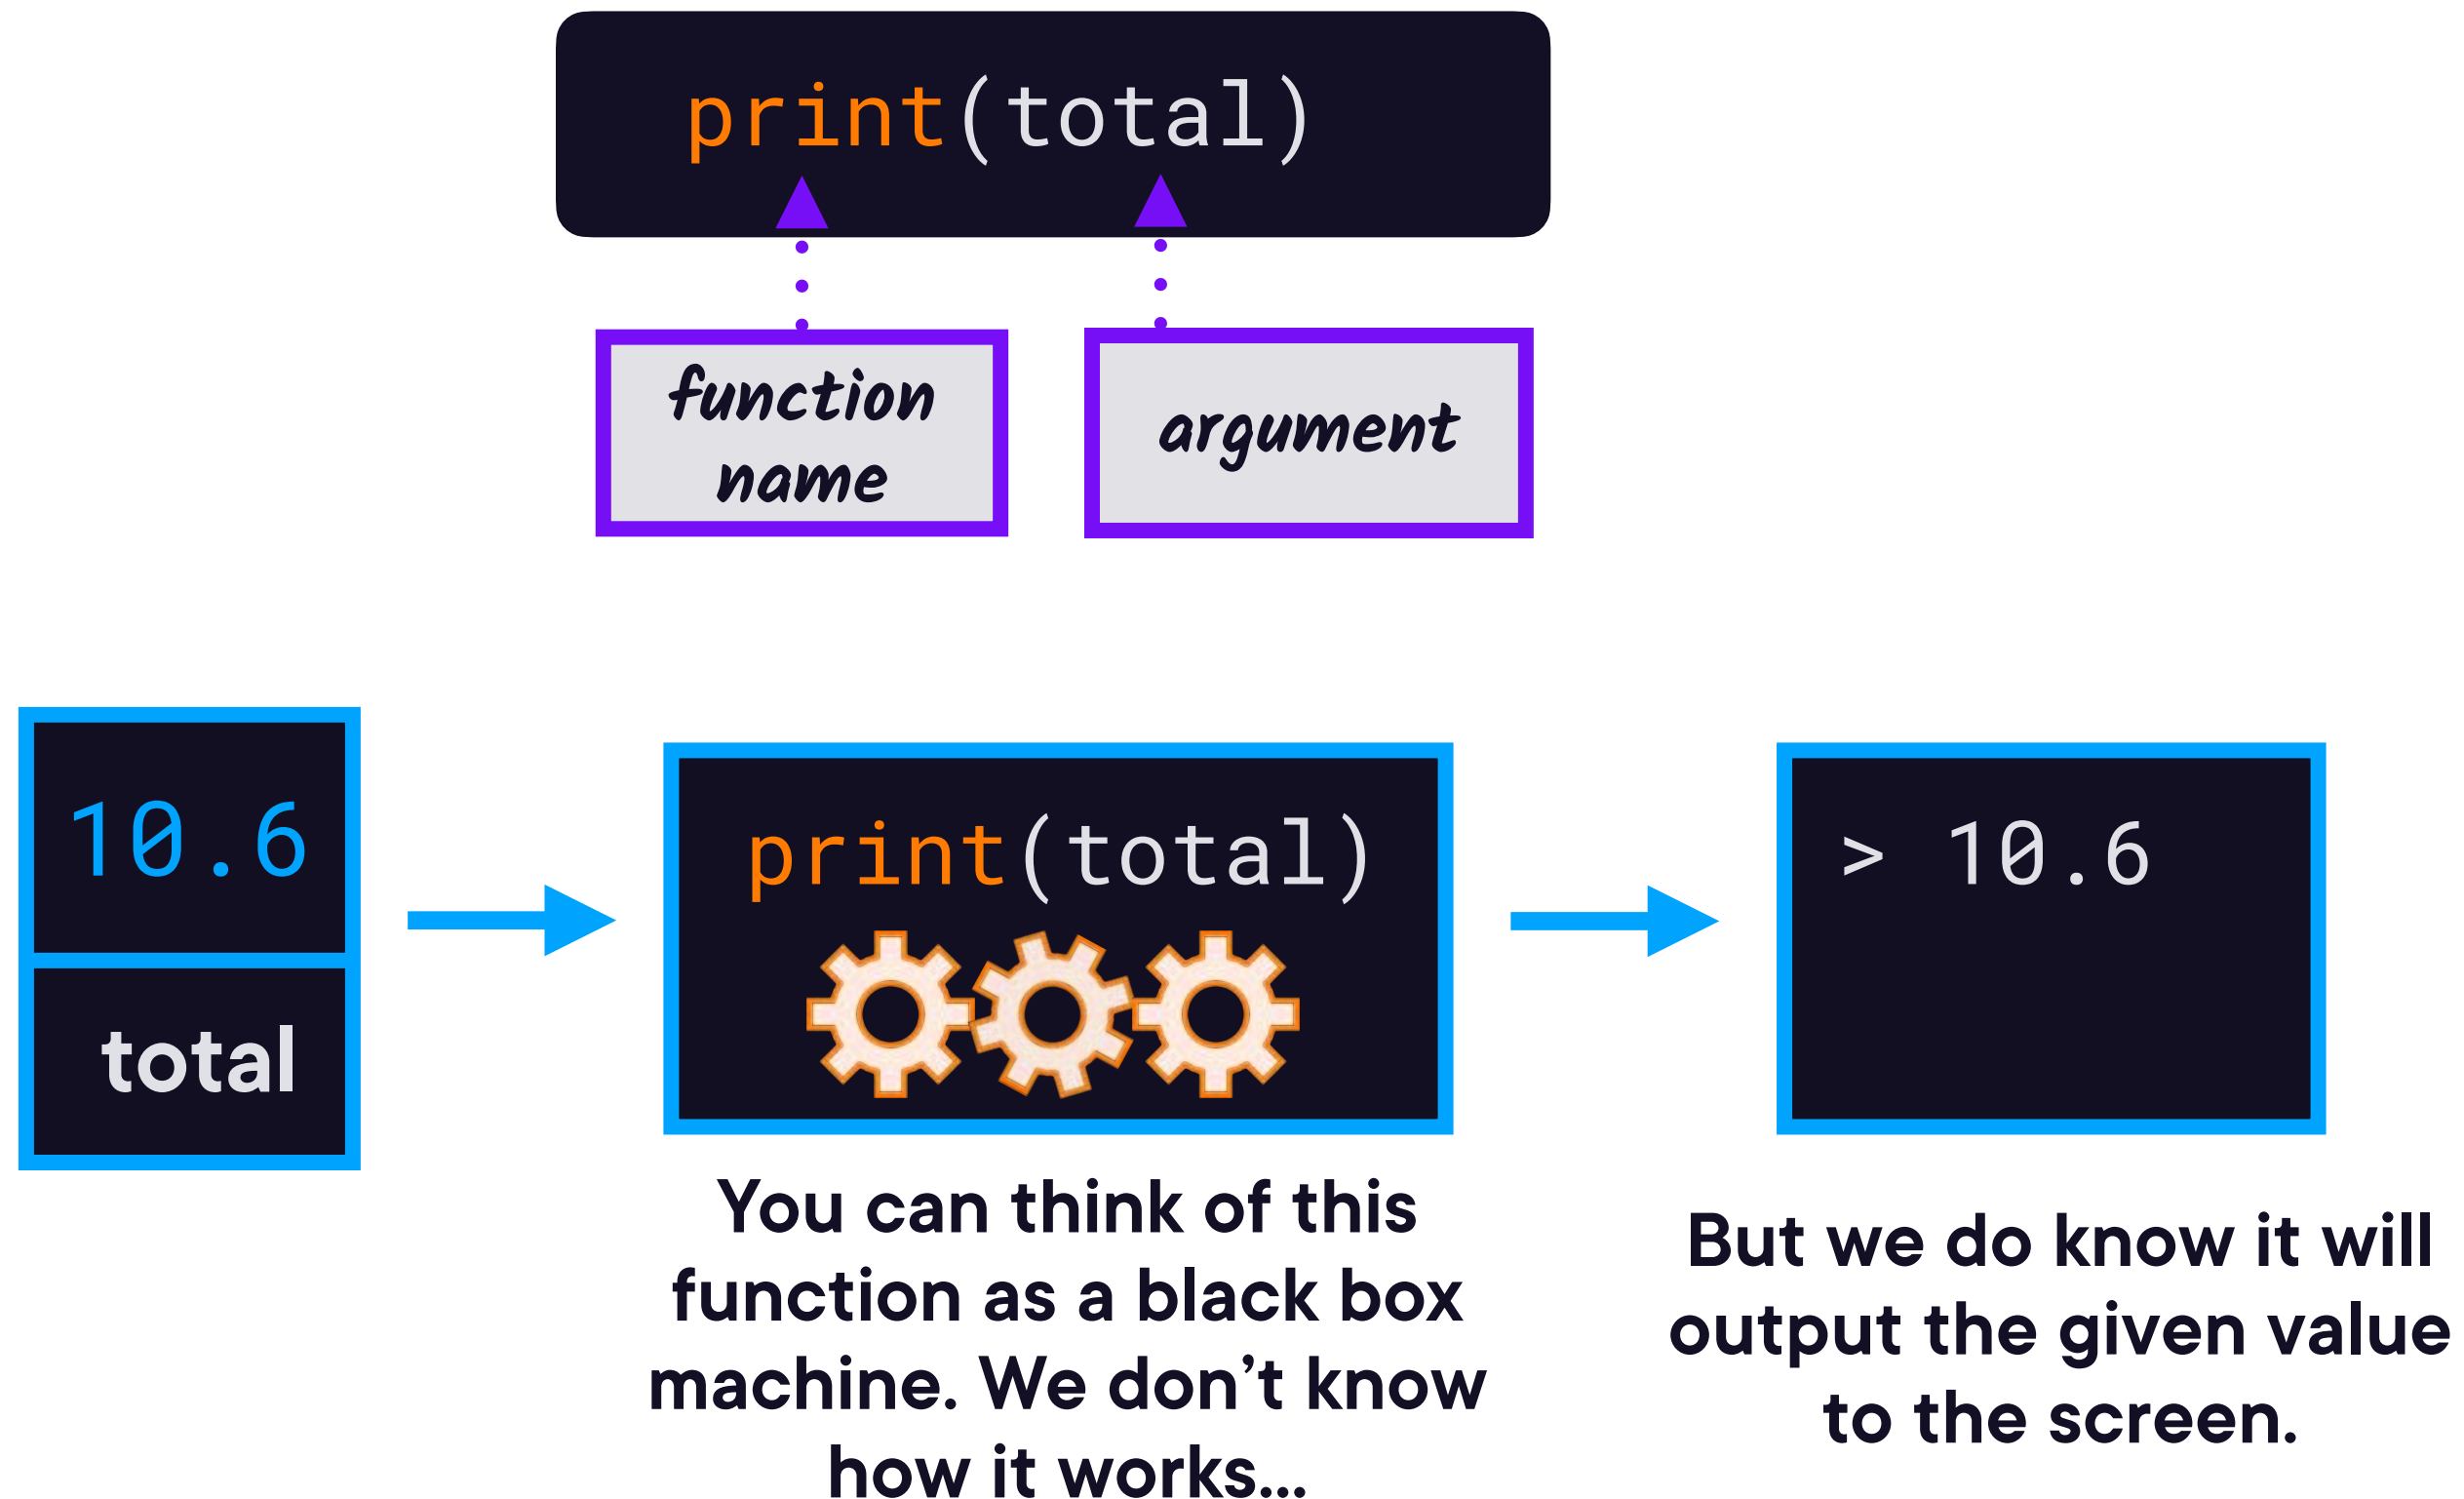 print(total)
function
name
argument
10.6
total
print(total)
You can think of this
function as a black box
machine. We don’t know
how it works...
> 10.6
But we do know it will
output the given value
to the screen.